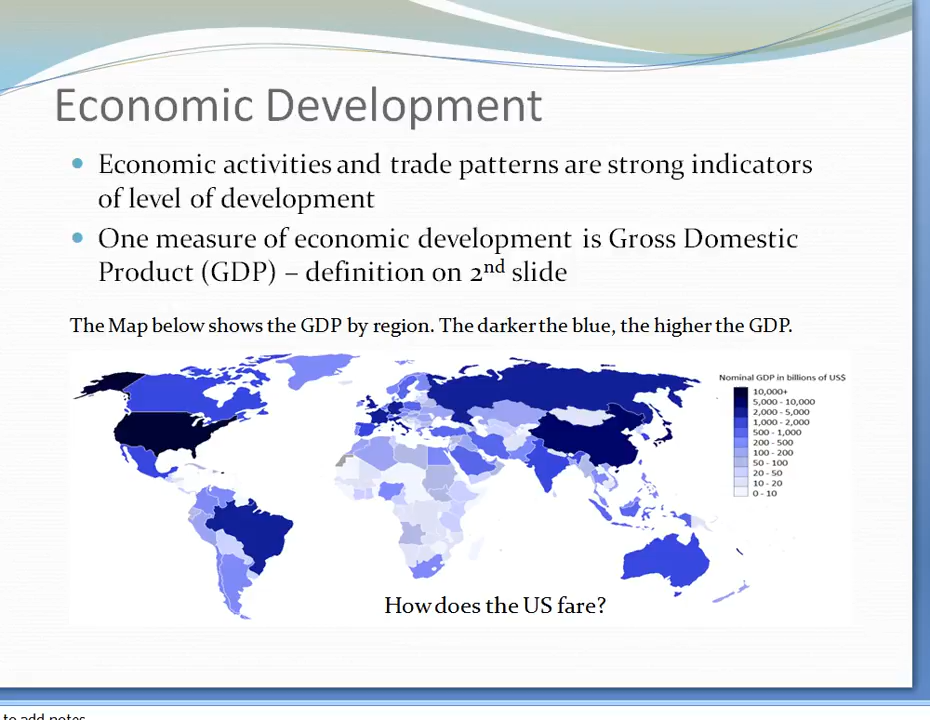 Economic Development
Economic activities and trade patterns are strong indicators
of level of development
One measure of economic development is Gross Domestic
Product (GDP) – definition on 2nd slide
The Map below shows the GDP by region. The darker the blue, the higher the GDP.
Nominal GDP in billions of US$
10,000+
5,000 - 10,000
2,000 - 5,000
1,000 - 2,000
500 - 1,000
200 - 500
100 - 200
50 - 100
20 - 50
10 - 20
0 - 10
How does the US fare?
to add notes